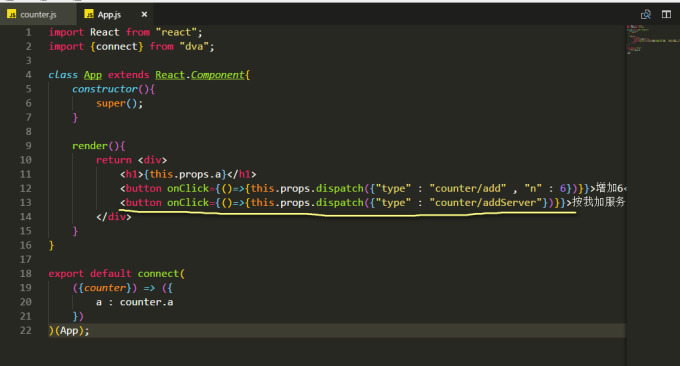 counter.js
App.js
1 import React from "react";
2 import {connect} from "dva";
3
4 class App extends React.Component{
5 constructor(){
6 super();
7 }
8
9 render(){
10 return <div>
11 <h1>{this.props.a}</h1>
12 <button onClick={()=>{this.props.dispatch({"type" : "counter/add" , "n" : 6})}}>增加6<
13 <button onClick={()=>{this.props.dispatch({"type" : "counter/addServer"})}}>按我加服务
14 </div>
15 }
16 }
17
18 export default connect(
19 ({counter}) => ({
20 a : counter.a
21 })
22 )(App);